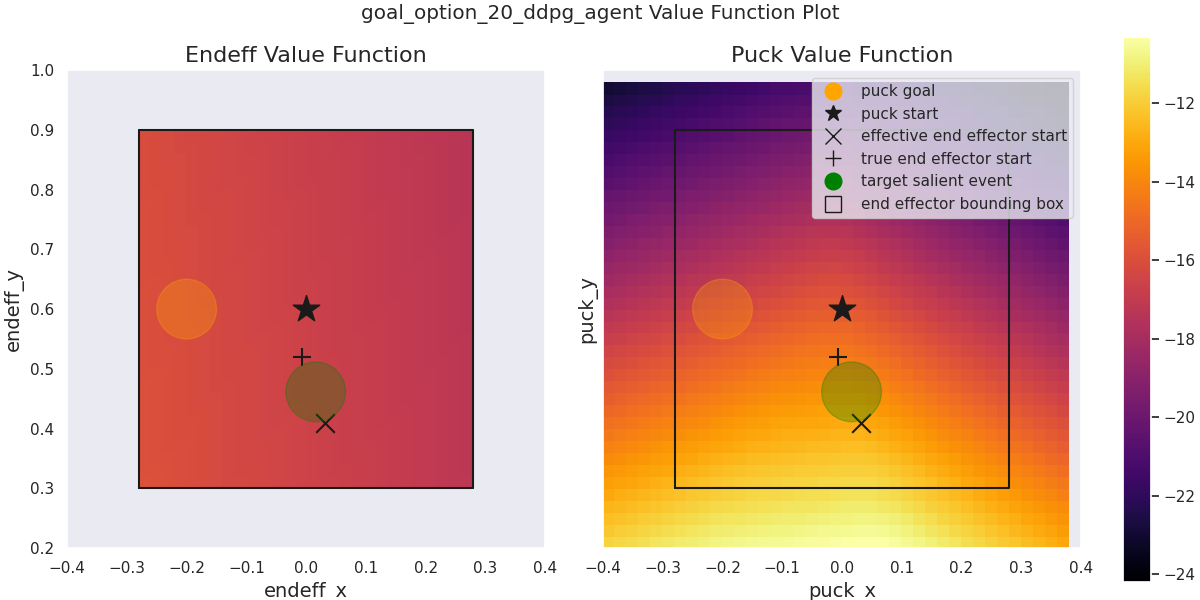 goal_option_20_ddpg_agent Value Function Plot
Endeff Value Function
1.0
0.9
0.8
0.7
0.6
0.5
0.4
0.3
0.2
endeff_y
−0.4 −0.3 −0.2 −0.1 0.0 0.1 0.2 0.3 0.4
endeff_x
Puck Value Function
puck goal
puck start
effective end effector start
true end effector start
target salient event
end effector bounding box
puck_y
−0.4 −0.3 −0.2 −0.1 0.0 0.1 0.2 0.3 0.4
puck_x
−12
−14
−16
−18
−20
−22
−24